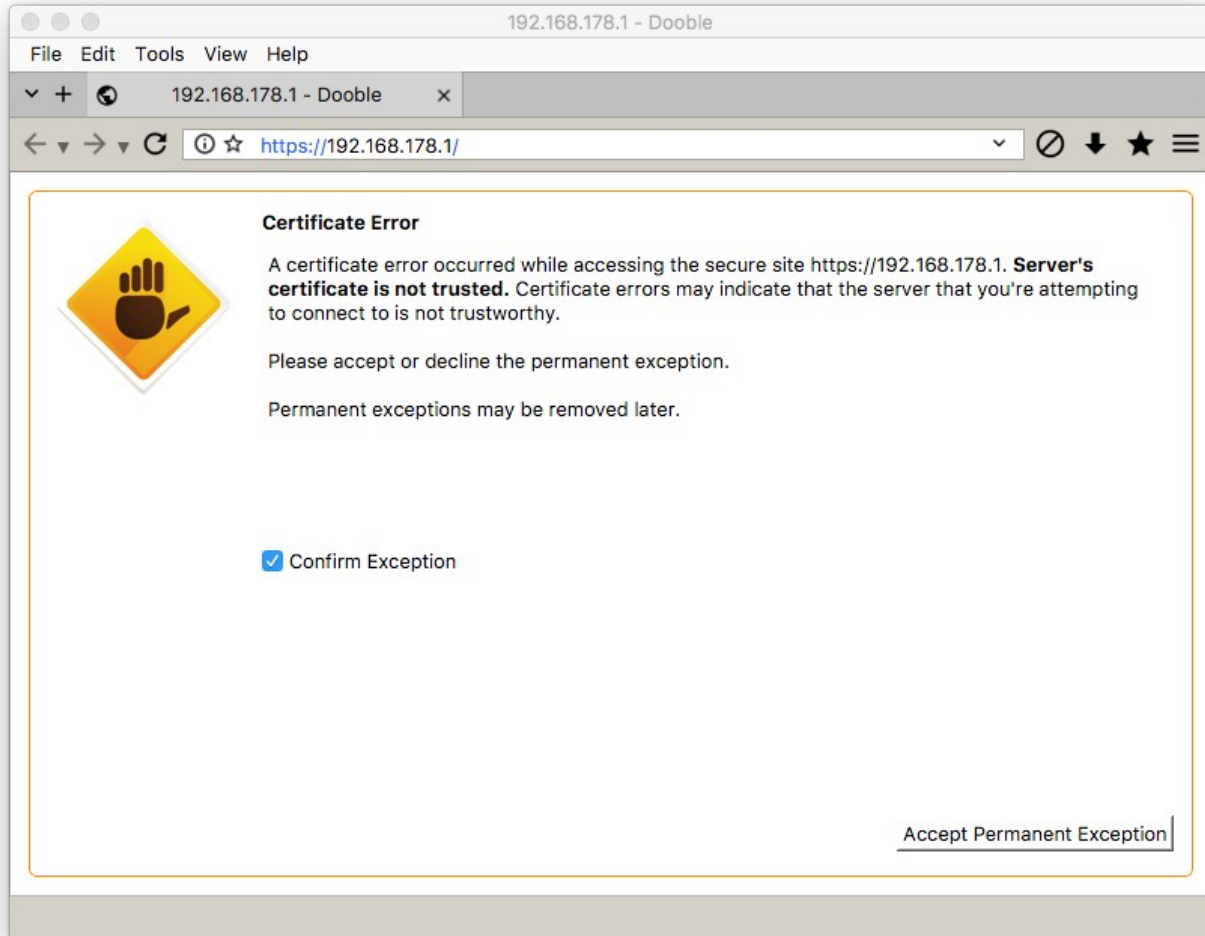 192.168.178.1 - Dooble
File Edit Tools View Help
192.168.178.1 - Dooble
https://192.168.178.1/
Certificate Error
A certificate error occurred while accessing the secure site https://192.168.178.1. Server's
certificate is not trusted. Certificate errors may indicate that the server that you're attempting
to connect to is not trustworthy.
Please accept or decline the permanent exception.
Permanent exceptions may be removed later.
Confirm Exception
Accept Permanent Exception